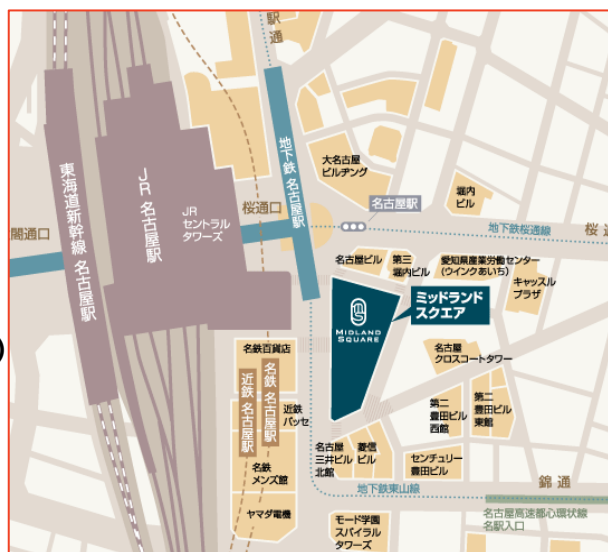 駅
通
大名古屋
ビルヂング
堀内
ビル
名古屋駅
地下鉄 名古屋駅
東海道新幹線 名古屋駅
JR 名古屋駅
JR
セントラル
タワーズ
桜通口
地下鉄桜通線
桜通
閣通口
名古屋ビル
第三
堀内ビル
愛知県産業労働センター
(ウインクあいち)
キャッスル
プラザ
MIDLAND
SQUARE
ミッドランド
スクエア
名鉄百貨店
名古屋
クロスコートタワー
近鉄 名古屋駅
名鉄 名古屋駅
近鉄
パッセ
第二
豊田ビル
西館
第二
豊田ビル
東館
名古屋
三井ビル
北館
菱信
ビル
センチュリー
豊田ビル
名鉄
メンズ館
地下鉄東山線
錦通
名古屋高速都心環状線
名駅入口
ヤマダ電機
モード学園
スパイラル
タワーズ